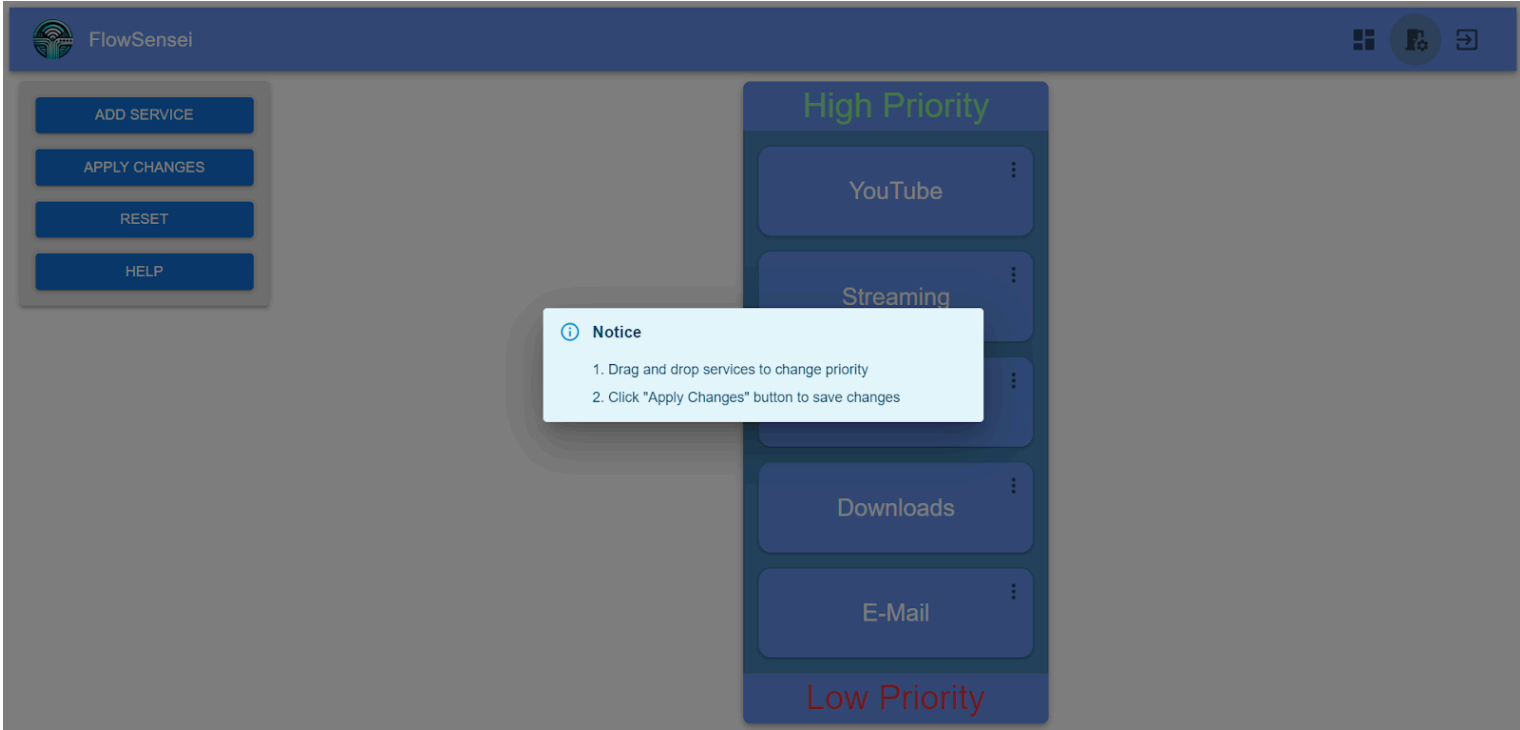 FlowSensei
ADD SERVICE
APPLY CHANGES
RESET
HELP
High Priority
YouTube
Streaming
Notice
1. Drag and drop services to change priority
2. Click "Apply Changes" button to save changes
Downloads
E-Mail
Low Priority